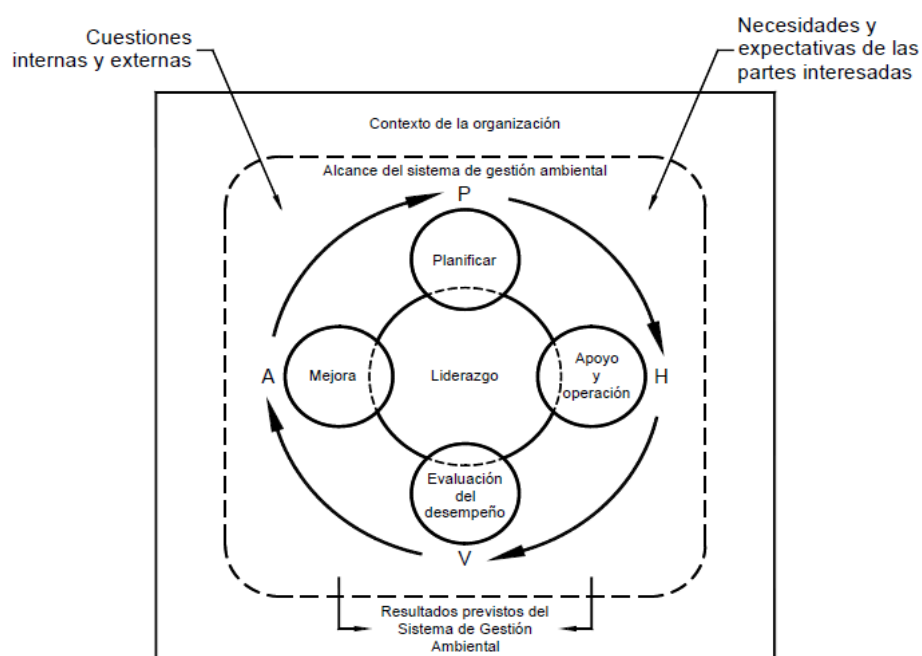 Cuestiones
internas y externas
Necesidades y
expectativas de las
partes interesadas
Contexto de la organización
Alcance del sistema de gestión ambiental
P
Planificar
A
Mejora
Liderazgo
Apoyo
y
operación
H
Evaluación
del
desempeño
V
Resultados previstos del
Sistema de Gestión
Ambiental